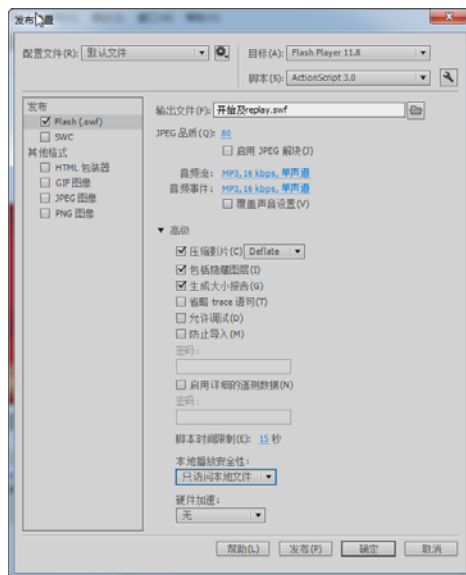 发布设置
配置文件(R): 默认文件
目标(A): Flash Player 11.8
脚本(S): ActionScript 3.0
发布
Flash (.swf)
SWC
其他格式
HTML 包装器
GIF 图像
JPEG 图像
PNG 图像
输出文件(F): 开始及replay.swf
JPEG 品质(Q): 80
启用 JPEG 解块(J)
音频流: MP3, 16 kbps, 单声道
音频事件: MP3, 16 kbps, 单声道
覆盖声音设置(V)
高级
压缩影片(C) Deflate
包括隐藏图层(I)
生成大小报告(G)
省略 trace 语句(T)
允许调试(D)
防止导入(M)
密码:
启用详细的遥测数据(N)
密码:
脚本时间限制(E): 15 秒
本地播放安全性:
只访问本地文件
硬件加速:
无
帮助(L) 发布(P) 确定 取消